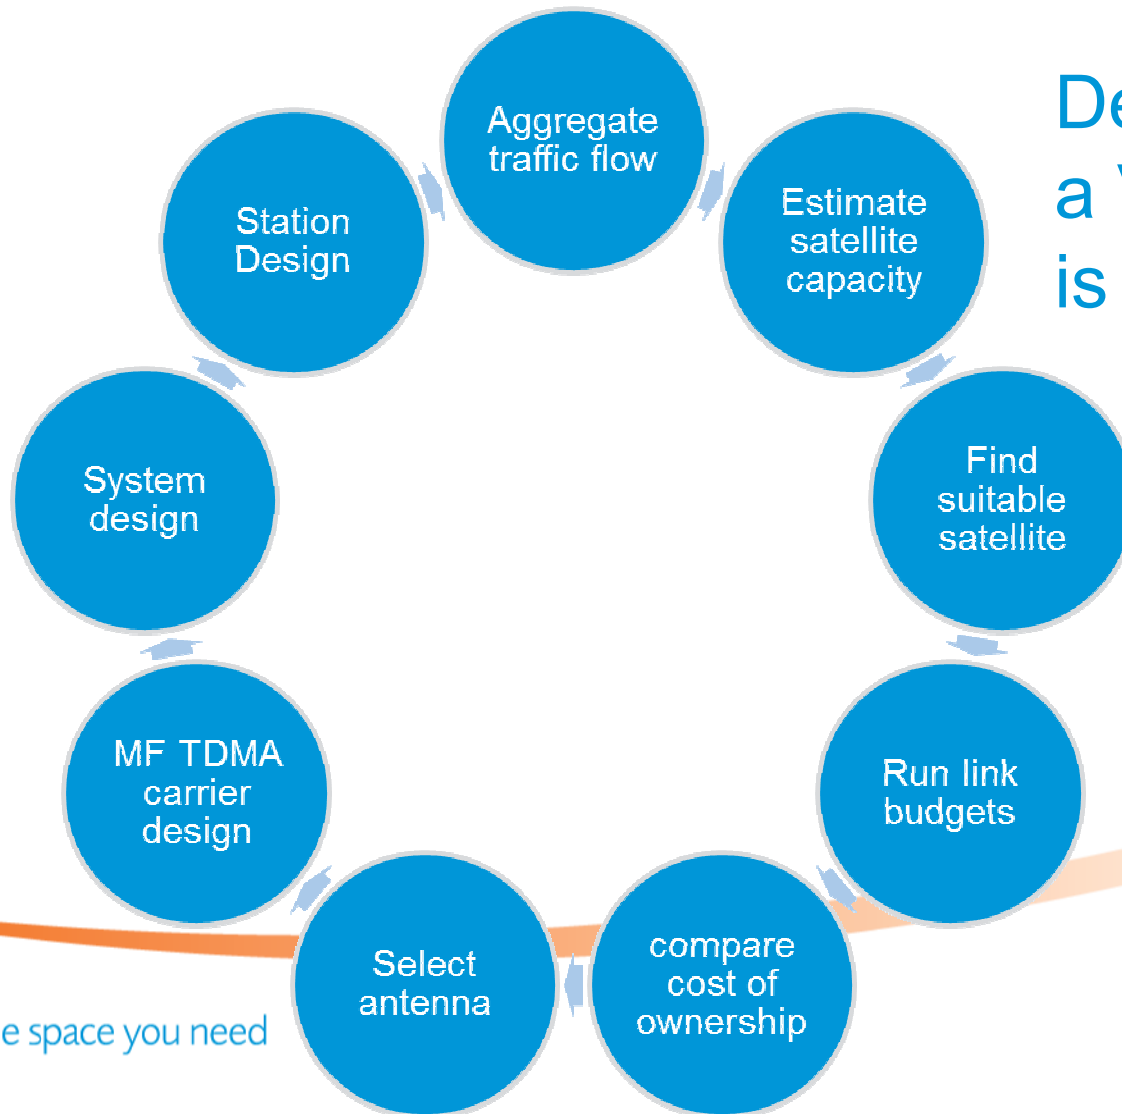 Aggregate
traffic flow
Estimate
satellite
capacity
Find
suitable
satellite
Run link
budgets
compare
cost of
ownership
Select
antenna
MF TDMA
carrier
design
System
design
Station
Design
a
is
e space you need